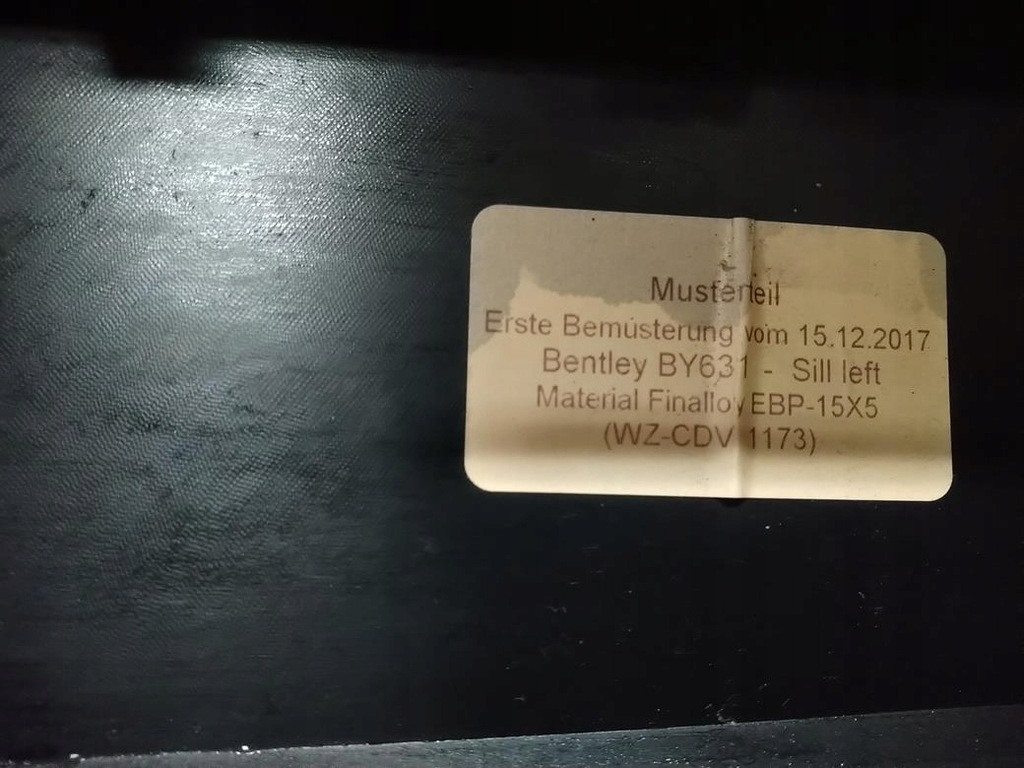 Musterteil
Erste Bemusterung vom 15.12.2017
Bentley BY631 - Sill left
Material Finalloy EBP-15X5
(WZ-CDV 1173)